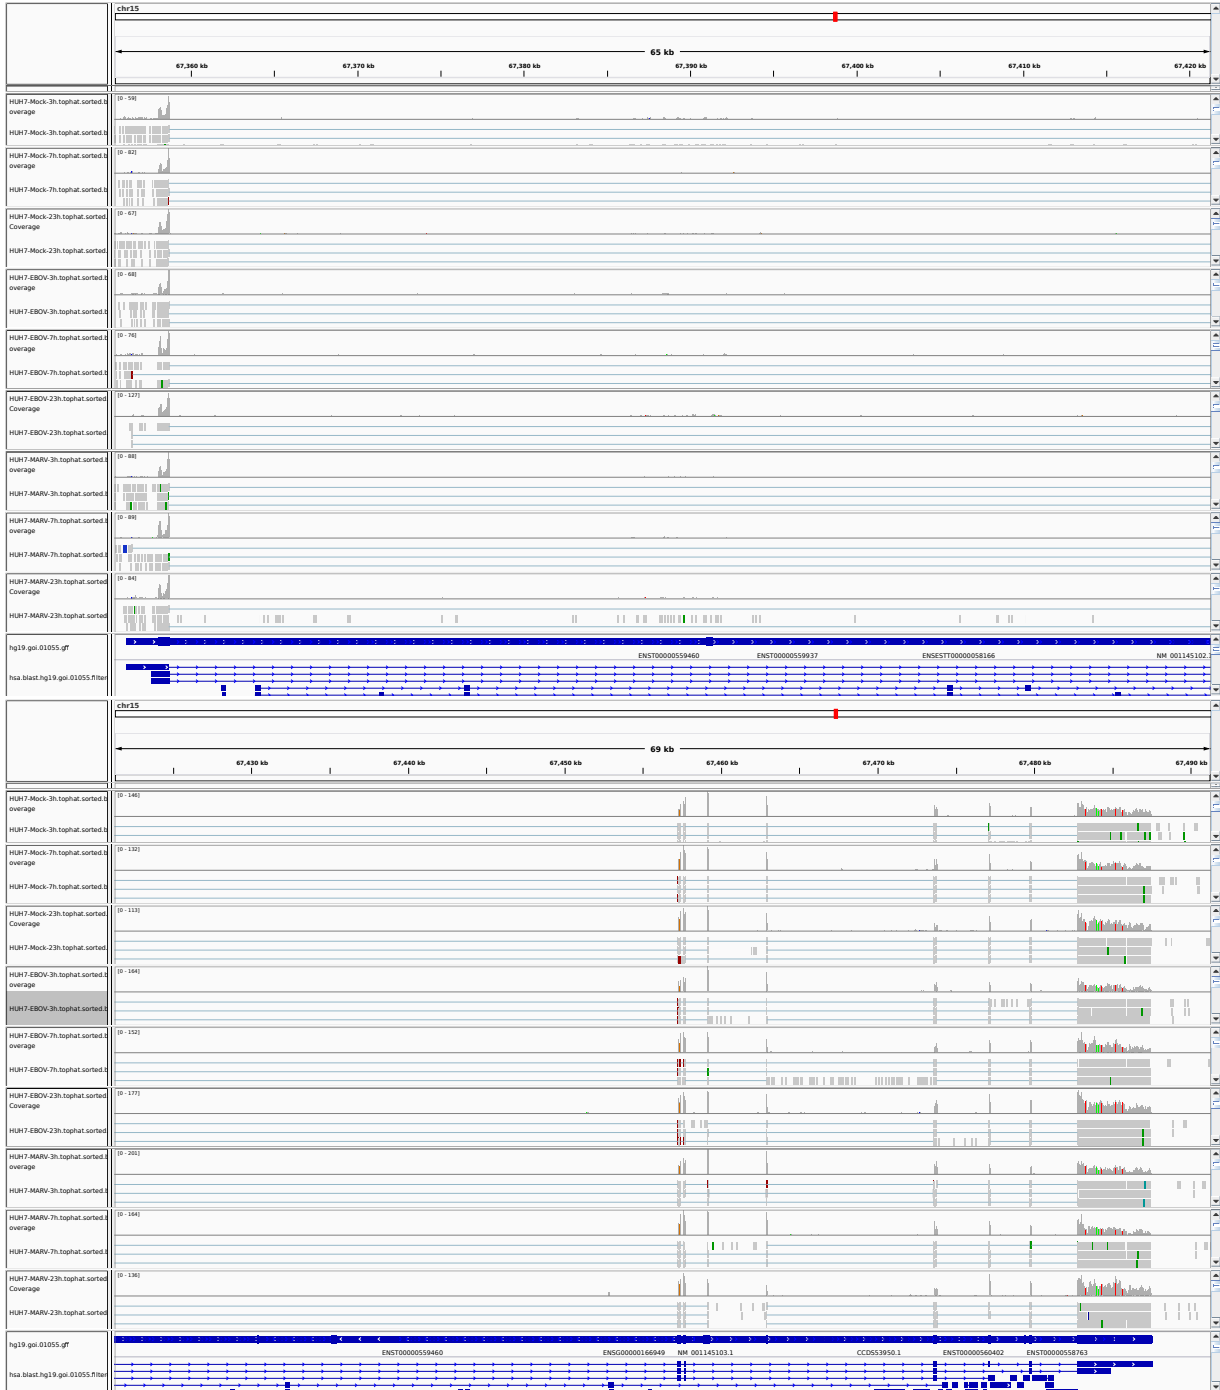 chr15
65 kb
67,360 kb 67,370 kb 67,380 kb 67,390 kb 67,400 kb 67,410 kb 67,420 kb
HUH7-Mock-3h.tophat.sorted.b
overage
[0 - 59]
HUH7-Mock-3h.tophat.sorted.b
HUH7-Mock-7h.tophat.sorted.b
overage
[0 - 82]
HUH7-Mock-7h.tophat.sorted.b
HUH7-Mock-23h.tophat.sorted.
Coverage
[0 - 67]
HUH7-Mock-23h.tophat.sorted.
HUH7-EBOV-3h.tophat.sorted.b
overage
[0 - 68]
HUH7-EBOV-3h.tophat.sorted.b
HUH7-EBOV-7h.tophat.sorted.b
overage
[0 - 76]
HUH7-EBOV-7h.tophat.sorted.b
HUH7-EBOV-23h.tophat.sorted
Coverage
[0 - 127]
HUH7-EBOV-23h.tophat.sorted
HUH7-MARV-3h.tophat.sorted.b
overage
[0 - 88]
HUH7-MARV-3h.tophat.sorted.b
HUH7-MARV-7h.tophat.sorted.b
overage
[0 - 89]
HUH7-MARV-7h.tophat.sorted.b
HUH7-MARV-23h.tophat.sorted
Coverage
[0 - 84]
HUH7-MARV-23h.tophat.sorted
hg19.goi.01055.gff
ENST00000559460 ENST00000559937 ENSESTT00000058166 NM_001145102.
hsa.blast.hg19.goi.01055.filter
chr15
69 kb
67,430 kb 67,440 kb 67,450 kb 67,460 kb 67,470 kb 67,480 kb 67,490 kb
HUH7-Mock-3h.tophat.sorted.b
overage
[0 - 146]
HUH7-Mock-3h.tophat.sorted.b
HUH7-Mock-7h.tophat.sorted.b
overage
[0 - 132]
HUH7-Mock-7h.tophat.sorted.b
HUH7-Mock-23h.tophat.sorted.
Coverage
[0 - 113]
HUH7-Mock-23h.tophat.sorted.
HUH7-EBOV-3h.tophat.sorted.b
overage
[0 - 164]
HUH7-EBOV-3h.tophat.sorted.b
HUH7-EBOV-7h.tophat.sorted.b
overage
[0 - 152]
HUH7-EBOV-7h.tophat.sorted.b
HUH7-EBOV-23h.tophat.sorted
Coverage
[0 - 177]
HUH7-EBOV-23h.tophat.sorted
HUH7-MARV-3h.tophat.sorted.b
overage
[0 - 201]
HUH7-MARV-3h.tophat.sorted.b
HUH7-MARV-7h.tophat.sorted.b
overage
[0 - 164]
HUH7-MARV-7h.tophat.sorted.b
HUH7-MARV-23h.tophat.sorted
Coverage
[0 - 136]
HUH7-MARV-23h.tophat.sorted
hg19.goi.01055.gff
ENST00000559460 ENSG00000166949 NM_001145103.1 CCDS53950.1 ENST00000560402 ENST00000558763
hsa.blast.hg19.goi.01055.filter